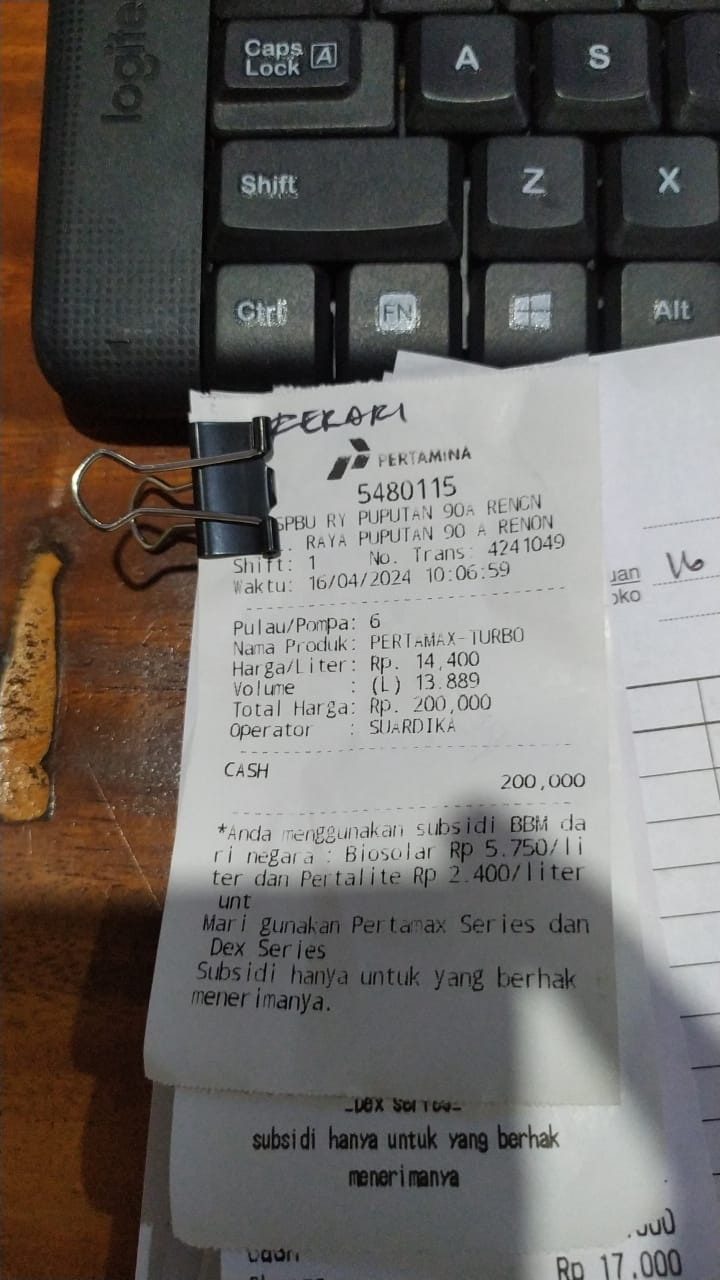 logite
Caps Lock A
A
S
Shift
Z
X
Ctrl
FN
Alt
PERTAMINA
5480115
SPBU RY PUPUTAN 90A RENON
. RAYA PUPUTAN 90 A RENON
Shift: 1 No. Trans: 4241049
Waktu: 16/04/2024 10:06:59
Pulau/Pompa: 6
Nama Produk: PERTAMAX-TURBO
Harga/Liter: Rp. 14,400
Volume : (L) 13.889
Total Harga: Rp. 200,000
Operator : SUARDIKA
CASH
200,000
*Anda menggunakan subsidi BBM da
ri negara : Biosolar Rp 5.750/li
ter dan Pertalite Rp 2.400/liter
unt
Mari gunakan Pertamax Series dan
Dex Series
Subsidi hanya untuk yang berhak
menerimanya.
Dex Series
subsidi hanya untuk yang berhak
menerimanya
Rp 17.000
uan
oko